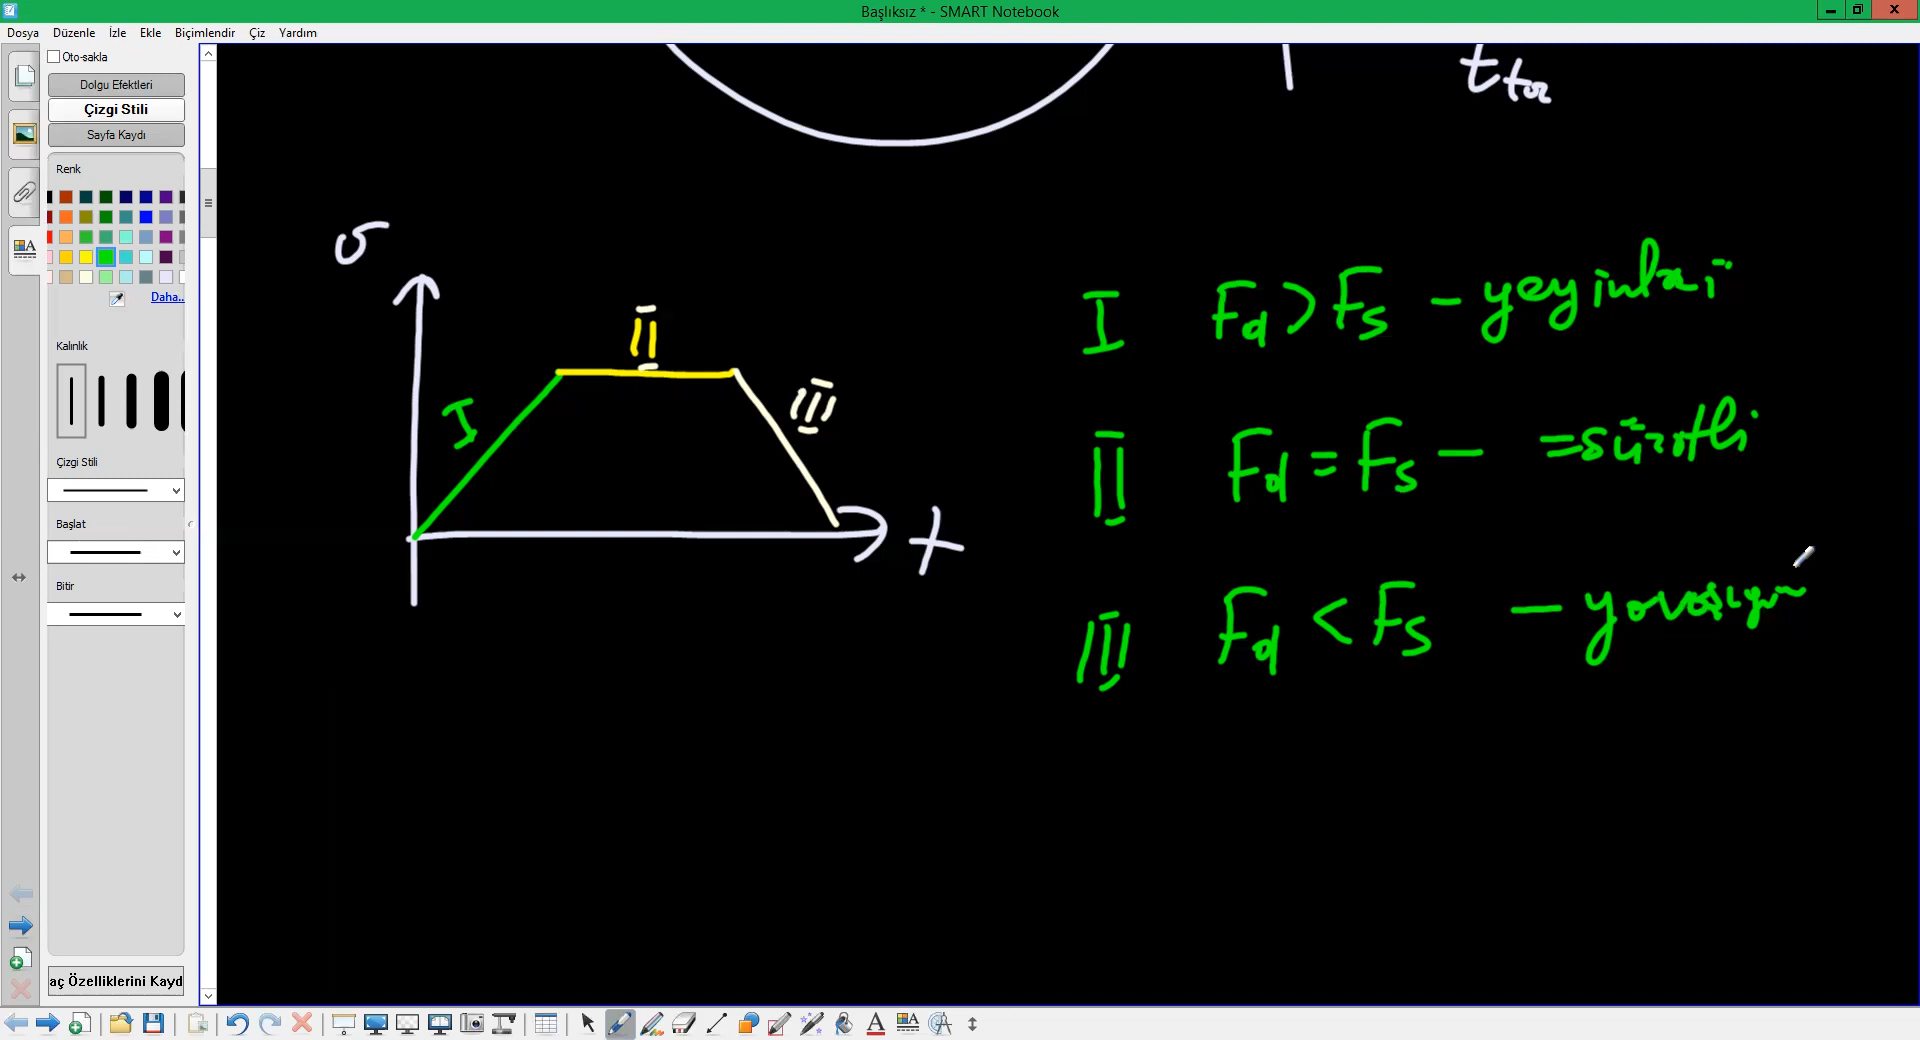 Başlıksız * - SMART Notebook
Dosya Düzenle İzle Ekle Biçimlendir Çiz Yardım
Oto-sakla
Dolgu Efektleri
Çizgi Stili
Sayfa Kaydı
Renk
Daha..
Kalınlık
Çizgi Stili
Başlat
Bitir
aç Özelliklerini Kayd
σ
I
II
III
t
I Fd > Fs - yeyinləşir
II Fd = Fs - =sürətli
III Fd < Fs -